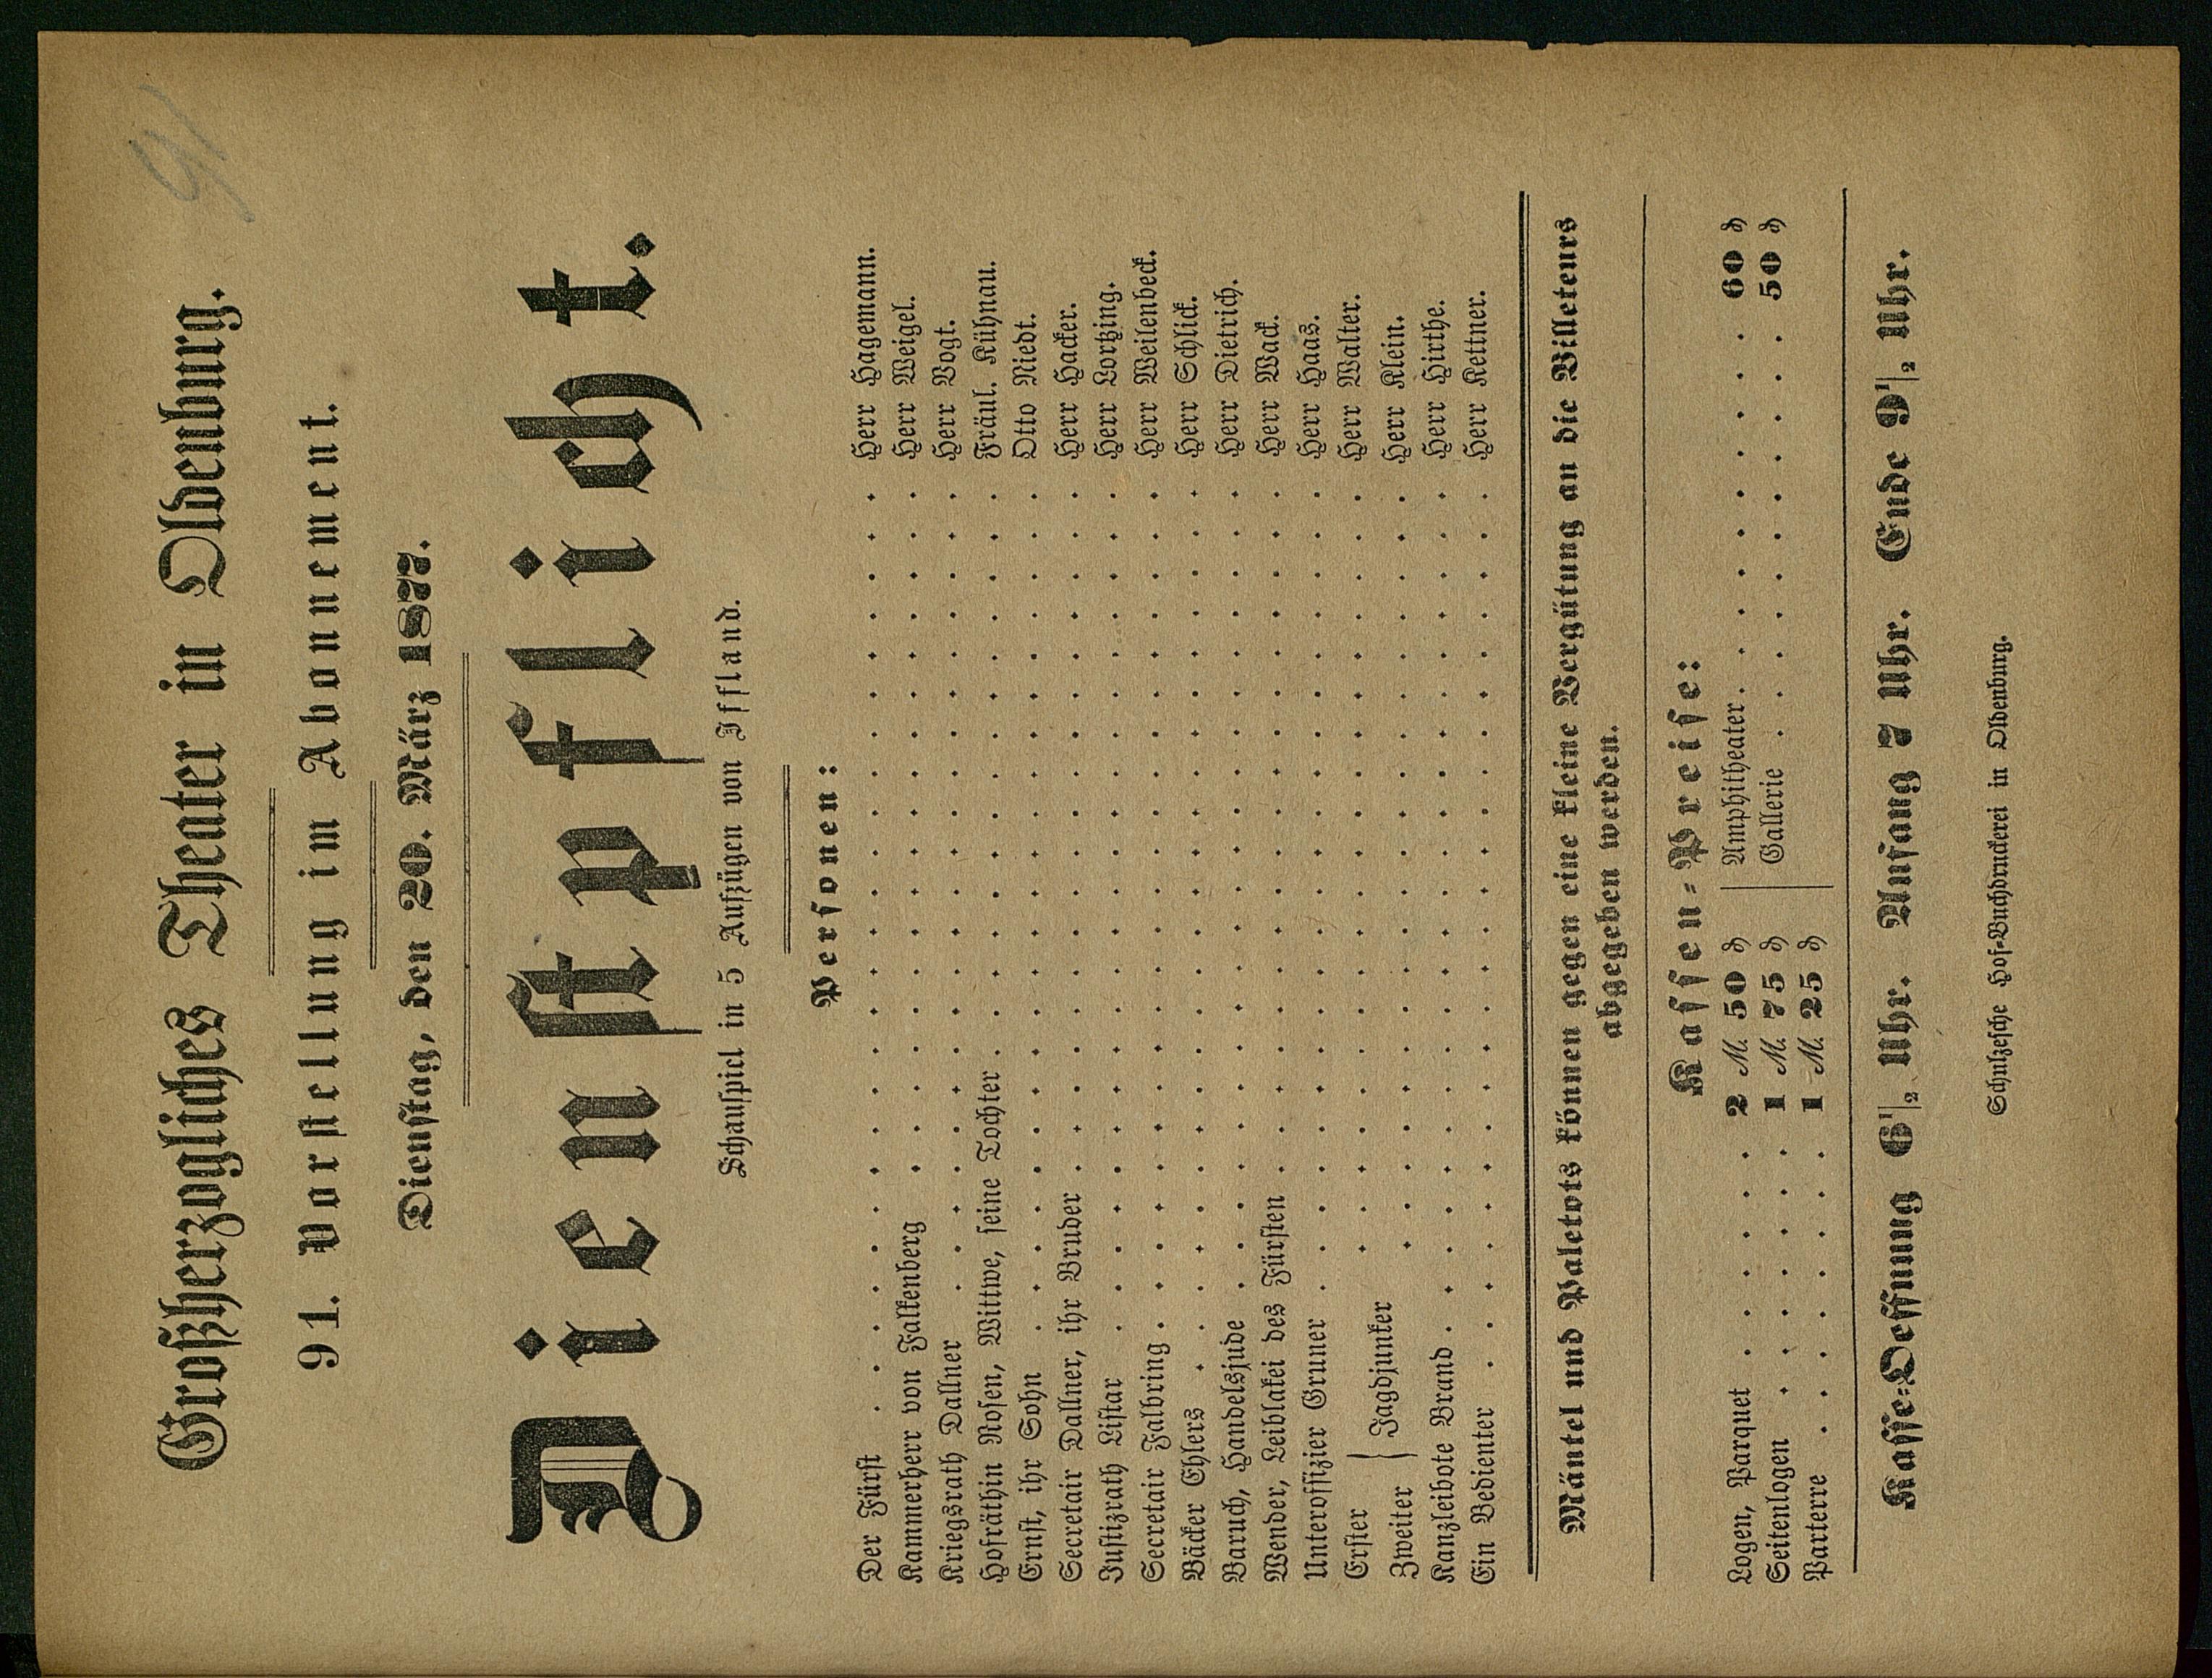 91
Großherzogliches Theater in Oldenburg.
91. Vorstellung im Abonnement.
Dienstag, den 20. März 1877.
Dienstpflicht.
Schauspiel in 5 Aufzügen von Iffland.
Personen:
Der Fürst . . . . . Herr Hagemann.
Kammerherr von Falkenberg . . . . . Herr Weigel.
Kriegsrath Dallner . . . . . Herr Vogt.
Hofräthin Rosen, Wittwe, seine Tochter . . . . . Fräul. Kühnau.
Ernst, ihr Sohn . . . . . Otto Niedt.
Secretair Dallner, ihr Bruder . . . . . Herr Hacker.
Justizrath Listar . . . . . Herr Lortzing.
Secretair Falbring . . . . . Herr Weilenbeck.
Bäcker Ehlers . . . . . Herr Schlick.
Baruch, Handelsjude . . . . . Herr Dietrich.
Wender, Leiblakei des Fürsten . . . . . Herr Wack.
Unteroffizier Gruner . . . . . Herr Haas.
Erster } Jagdjunker . . . . . Herr Walter.
Zweiter . . . . . Herr Klein.
Kanzleibote Brand . . . . . Herr Hirthe.
Ein Bedienter . . . . . Herr Kettner.
Mäntel und Paletots können gegen eine kleine Vergütung an die Billeteurs
abgegeben werden.
Kassen-Preise:
Logen, Parquet . . . . . 2 M. 50 ₰
Seitenlogen . . . . . 1 M. 75 ₰
Parterre . . . . . 1 M. 25 ₰
Amphitheater . . . . . 60 ₰
Gallerie . . . . . 50 ₰
Kasse-Oeffnung 6½ Uhr. Anfang 7 Uhr. Ende 9½ Uhr.
Schulzesche Hof-Buchdruckerei in Oldenburg.